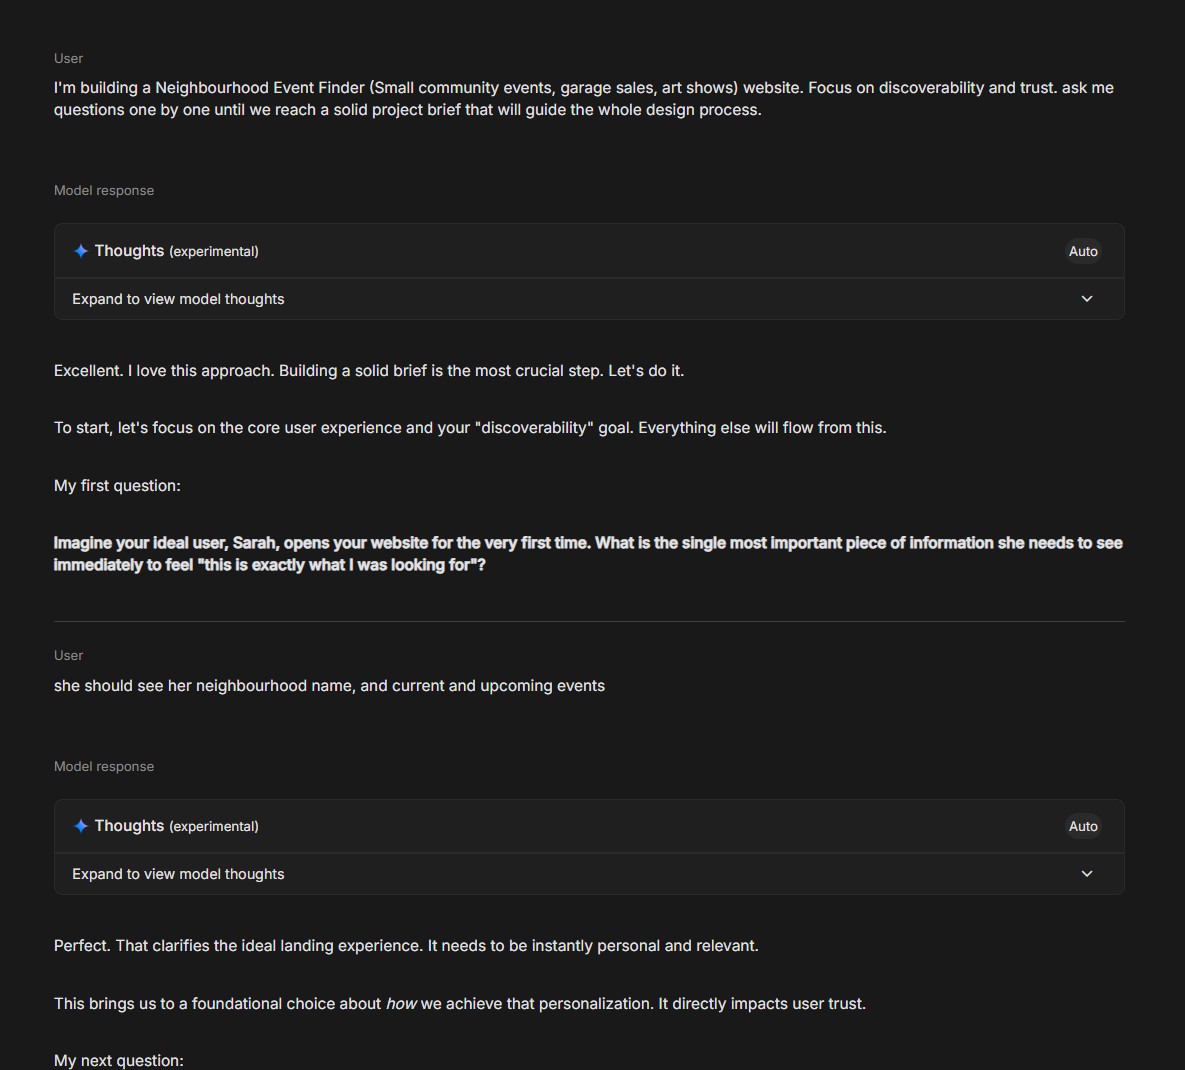 User
I'm building a Neighbourhood Event Finder (Small community events, garage sales, art shows) website. Focus on discoverability and trust. ask me
questions one by one until we reach a solid project brief that will guide the whole design process.
Model response
Thoughts (experimental)
Auto
Expand to view model thoughts
Excellent. I love this approach. Building a solid brief is the most crucial step. Let's do it.
To start, let's focus on the core user experience and your "discoverability" goal. Everything else will flow from this.
My first question:
Imagine your ideal user, Sarah, opens your website for the very first time. What is the single most important piece of information she needs to see
immediately to feel "this is exactly what I was looking for"?
User
she should see her neighbourhood name, and current and upcoming events
Model response
Thoughts (experimental)
Auto
Expand to view model thoughts
Perfect. That clarifies the ideal landing experience. It needs to be instantly personal and relevant.
This brings us to a foundational choice about how we achieve that personalization. It directly impacts user trust.
My next question: